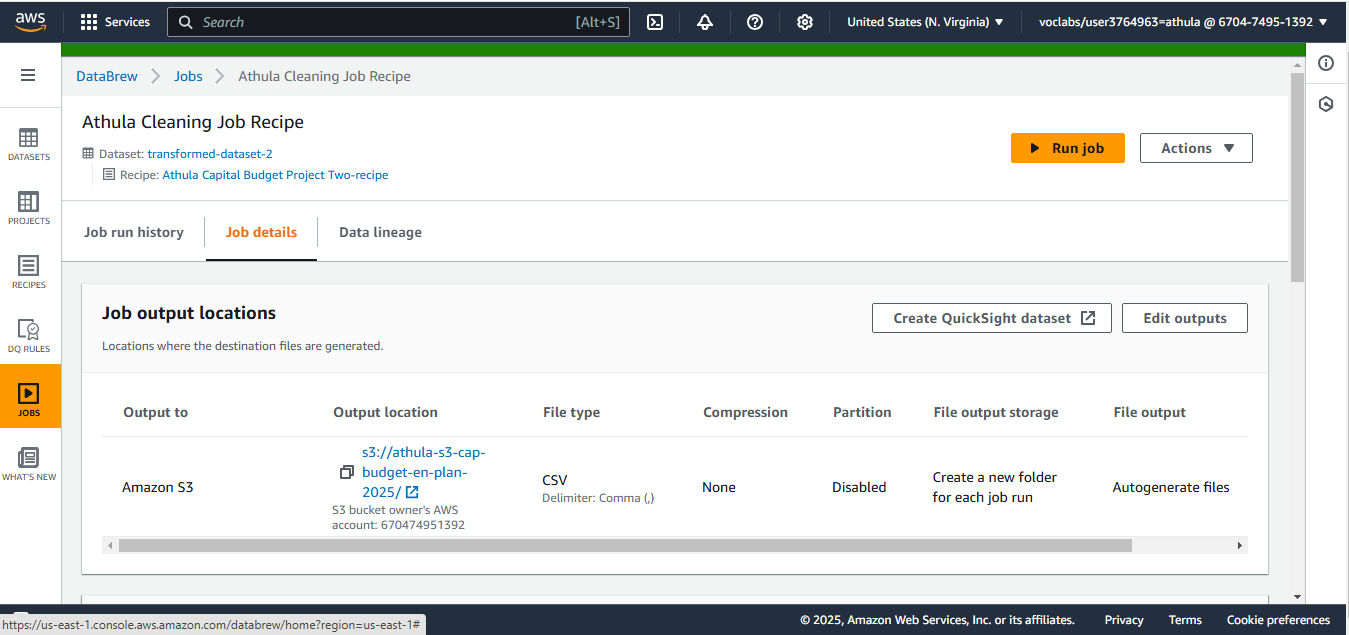 aws
Services
Search
[Alt+S]
United States (N. Virginia) ▼
voclabs/user3764963=athula @ 6704-7495-1392 ▼
DataBrew
Jobs
Athula Cleaning Job Recipe
Athula Cleaning Job Recipe
Dataset: transformed-dataset-2
Recipe: Athula Capital Budget Project Two-recipe
Run job
Actions ▼
DATASETS
PROJECTS
RECIPES
DQ RULES
JOBS
WHAT'S NEW
Job run history
Job details
Data lineage
Job output locations
Locations where the destination files are generated.
Create QuickSight dataset
Edit outputs
Output to
Output location
File type
Compression
Partition
File output storage
File output
Amazon S3
s3://athula-s3-cap-
budget-en-plan-
2025/
S3 bucket owner's AWS
account: 670474951392
CSV
Delimiter: Comma (,)
None
Disabled
Create a new folder
for each job run
Autogenerate files
https://us-east-1.console.aws.amazon.com/databrew/home?region=us-east-1#
© 2025, Amazon Web Services, Inc. or its affiliates.
Privacy
Terms
Cookie preferences